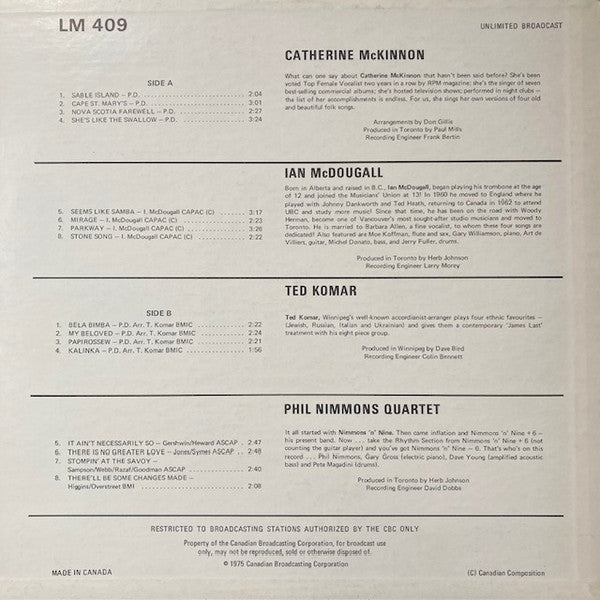 LM 409
UNLIMITED BROADCAST
CATHERINE McKINNON
SIDE A
1. SABLE ISLAND – P.D. 2:04
2. CAPE ST. MARY'S – P.D. 3:01
3. NOVA SCOTIA FAREWELL – P.D. 2:27
4. SHE'S LIKE THE SWALLOW – P.D. 3:24
What can one say about Catherine McKinnon that hasn't been said before? She's been
voted Top Female Vocalist two years in a row by RPM magazine; she's the singer of seven
best-selling commercial albums; she's hosted television shows; performed in night clubs –
the list of her accomplishments is endless. For us, she sings her own versions of four old
and beautiful folk songs.
Arrangements by Don Gillis
Produced in Toronto by Paul Mills
Recording Engineer Frank Bertin
IAN McDOUGALL
5. SEEMS LIKE SAMBA – I. McDougall CAPAC (C) 3:17
6. MIRAGE – I. McDougall CAPAC (C) 2:23
7. PARKWAY – I. McDougall CAPAC (C) 3:26
8. STONE SONG – I. McDougall CAPAC (C) 2:22
Born in Alberta and raised in B.C., Ian McDougall, began playing his trombone at the age
of 12 and joined the Musicians' Union at 13! In 1960 he moved to England where he
played with Johnny Dankworth and Ted Heath, returning to Canada in 1962 to attend
UBC and study more music! Since that time, he has been on the road with Woody
Herman, become one of Vancouver's most sought-after studio musicians and moved to
Toronto. He is married to Barbara Allen, a fine vocalist, to whom these four songs are
dedicated! Also featured are Moe Koffman, flute and sax, Gary Williamson, piano, Art de
Villiers, guitar, Michel Donato, bass, and Jerry Fuller, drums.
Produced in Toronto by Herb Johnson
Recording Engineer Larry Morey
TED KOMAR
SIDE B
1. BELA BIMBA – P.D. Arr. T. Komar BMIC 2:22
2. MY BELOVED – P.D. Arr. T. Komar BMIC 2:24
3. PAPIROSSEW – P.D. Arr. T. Komar BMIC 2:21
4. KALINKA – P.D. Arr. T. Komar BMIC 1:56
Ted Komar, Winnipeg's well-known accordianist-arranger plays four ethnic favourites –
(Jewish, Russian, Italian and Ukrainian) and gives them a contemporary 'James Last'
treatment with his eight piece group.
Produced in Winnipeg by Dave Bird
Recording Engineer Colin Bennett
PHIL NIMMONS QUARTET
5. IT AIN'T NECESSARILY SO – Gershwin/Heward ASCAP 2:47
6. THERE IS NO GREATER LOVE – Jones/Symes ASCAP 2:48
7. STOMPIN' AT THE SAVOY –
Sampson/Webb/Razaf/Goodman ASCAP 2:40
8. THERE'LL BE SOME CHANGES MADE –
Higgins/Overstreet BMI 2:08
It all started with Nimmons 'n' Nine. Then came inflation and Nimmons 'n' Nine + 6 –
his present band. Now . . . take the Rhythm Section from Nimmons 'n' Nine + 6 (not
counting the guitar player) and you've got Nimmons 'n' Nine – 6. That's who's on this
record . . . Phil Nimmons, Gary Gross (electric piano), Dave Young (amplified acoustic
bass) and Pete Magadini (drums).
Produced in Toronto by Herb Johnson
Recording Engineer David Dobbs
RESTRICTED TO BROADCASTING STATIONS AUTHORIZED BY THE CBC ONLY
Property of the Canadian Broadcasting Corporation, for broadcast use
only, may not be reproduced, sold or otherwise disposed of.
© 1975 Canadian Broadcasting Corporation
MADE IN CANADA
(C) Canadian Composition